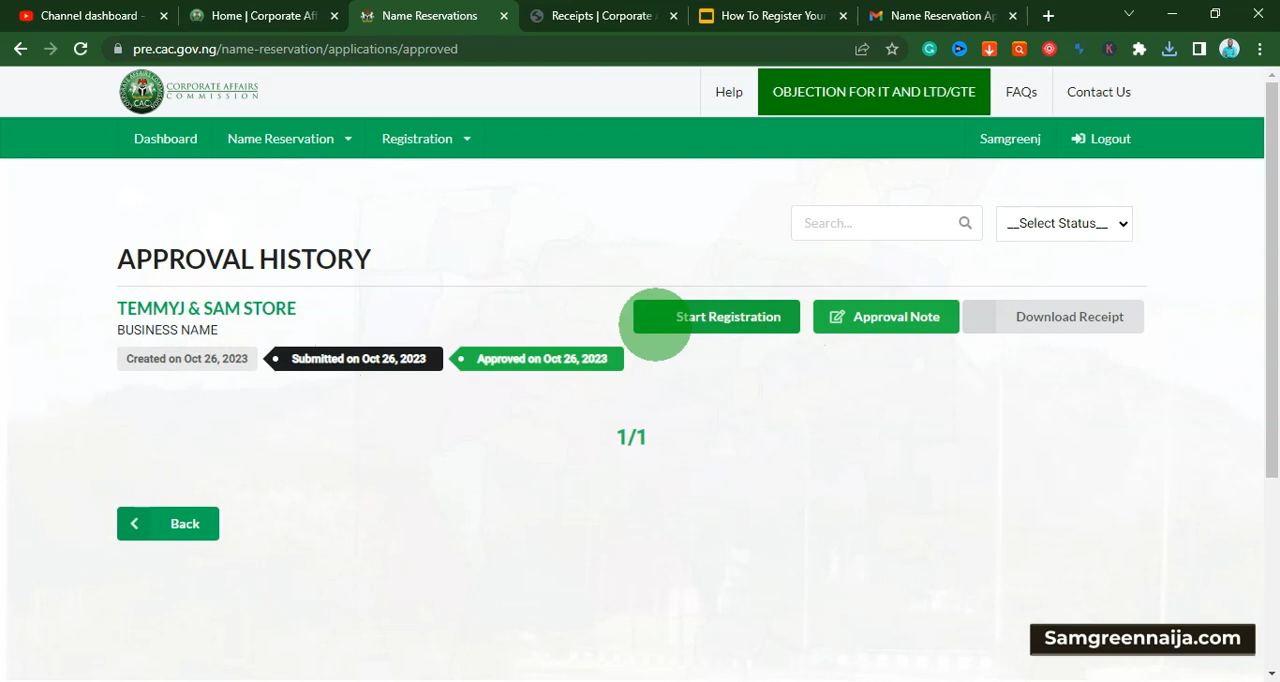 Channel dashboard -
Home | Corporate Aff
Name Reservations
Receipts | Corporate A
How To Register Your
Name Reservation Ap
pre.cac.gov.ng/name-reservation/applications/approved
CAC
CORPORATE AFFAIRS
COMMISSION
Help
OBJECTION FOR IT AND LTD/GTE
FAQs
Contact Us
Dashboard
Name Reservation
Registration
Samgreenj
Logout
Search...
__Select Status__
APPROVAL HISTORY
TEMMYJ & SAM STORE
BUSINESS NAME
Start Registration
Approval Note
Download Receipt
Created on Oct 26, 2023
Submitted on Oct 26, 2023
Approved on Oct 26, 2023
1/1
Back
Samgreennaija.com